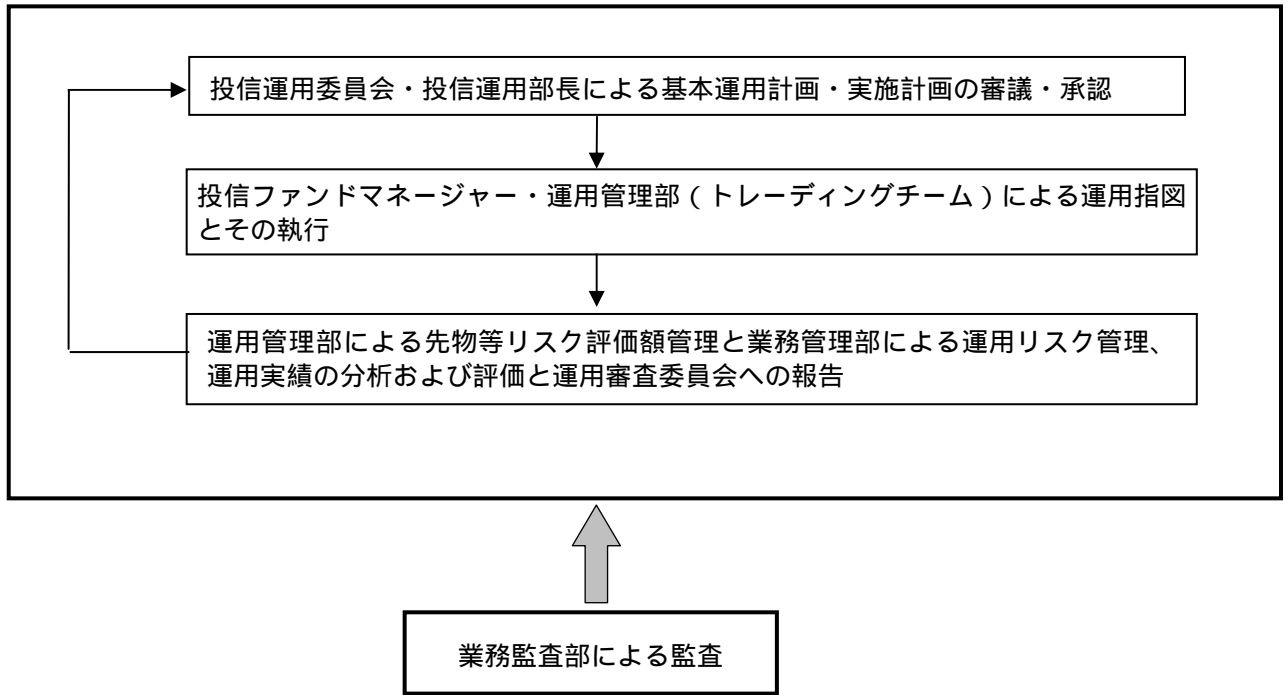 投信運用委員会・投信運用部長による基本運用計画・実施計画の審議・承認
投信ファンドマネージャー・運用管理部（トレーディングチーム）による運用指図
とその執行
運用管理部による先物等リスク評価額管理と業務管理部による運用リスク管理、
運用実績の分析および評価と運用審査委員会への報告
業務監査部による監査